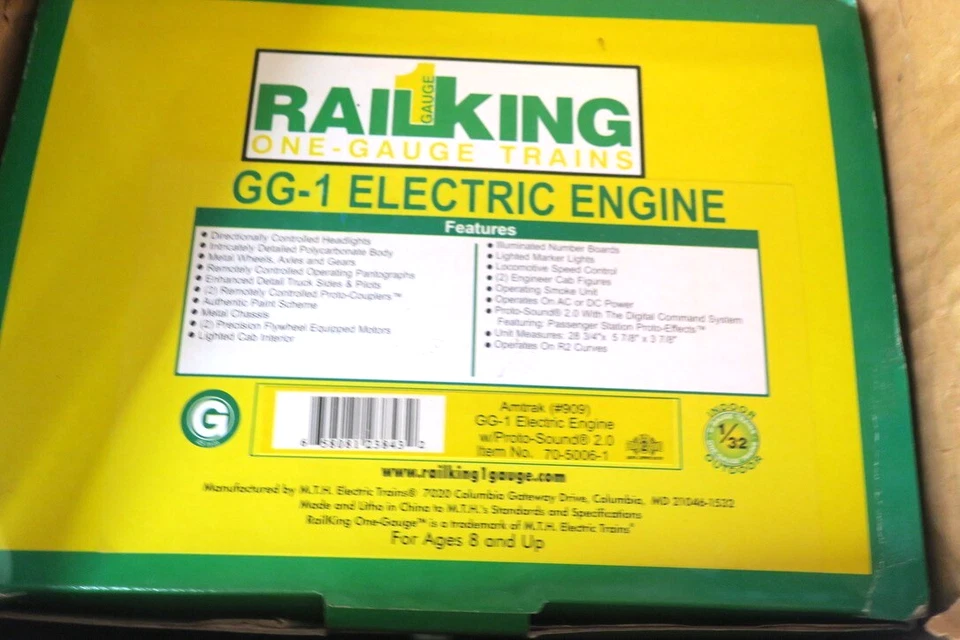 RAILKING
1
GAUGE
ONE-GAUGE TRAINS
GG-1 ELECTRIC ENGINE
Features
• Directionally Controlled Headlights
• Intricately Detailed Polycarbonate Body
• Metal Wheels, Axles and Gears
• Remotely Controlled Operating Pantographs
• Enhanced Detail Truck Sides & Pilots
• (2) Remotely Controlled Proto-Couplers™
• Authentic Paint Scheme
• Metal Chassis
• (2) Precision Flywheel Equipped Motors
• Lighted Cab Interior
• Illuminated Number Boards
• Lighted Marker Lights
• Locomotive Speed Control
• (2) Engineer Cab Figures
• Operating Smoke Unit
• Operates On AC or DC Power
• Proto-Sound® 2.0 With The Digital Command System
Featuring: Passenger Station Proto-Effects™
• Unit Measures: 28 3/4"x 5 7/8" x 3 7/8"
• Operates On R2 Curves
G
6 58081 23843 2
Amtrak (#909)
GG-1 Electric Engine
w/Proto-Sound® 2.0
Item No. 70-5006-1
INDOOR
1/32
OUTDOOR
www.railking1gauge.com
Manufactured by M.T.H. Electric Trains® 7020 Columbia Gateway Drive, Columbia, MD 21046-1532
Made and Litho in China to M.T.H.'s Standards and Specifications
RailKing One-Gauge™ is a trademark of M.T.H. Electric Trains®
For Ages 8 and Up